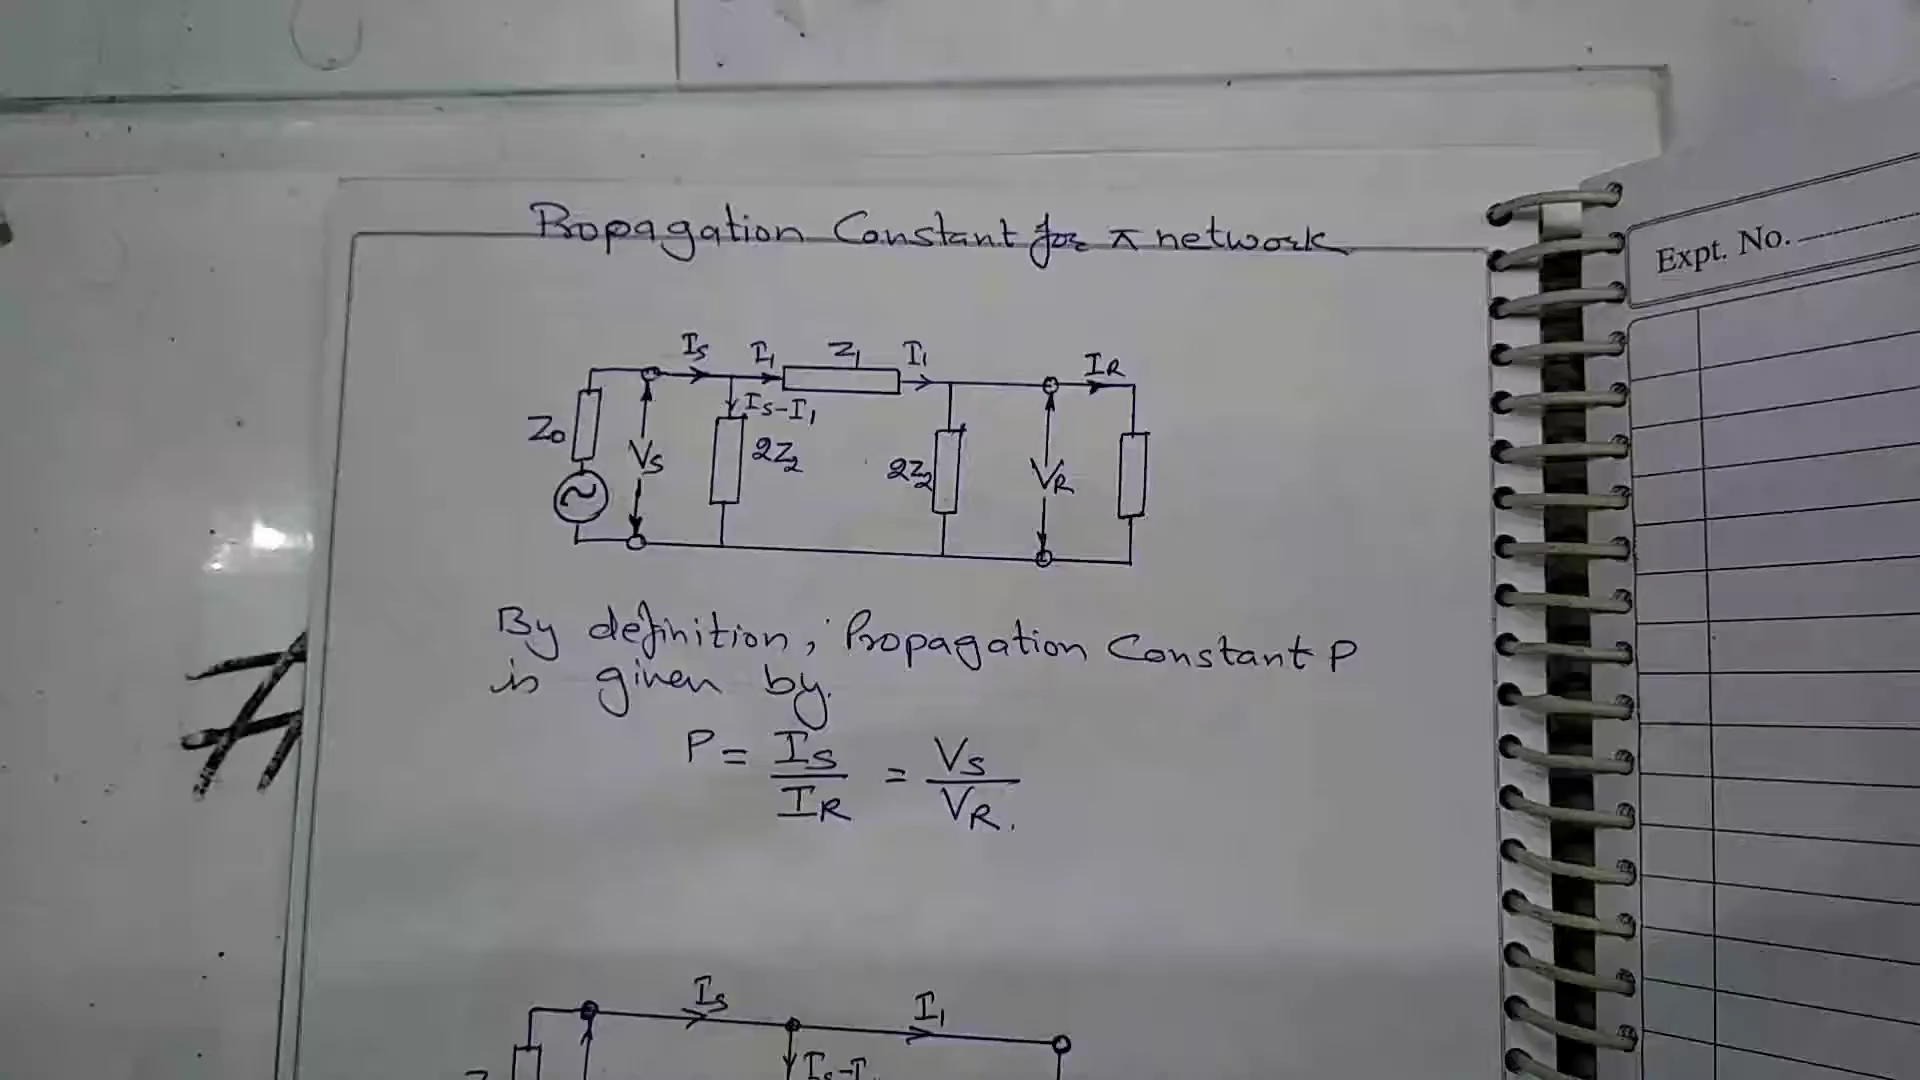 Propagation Constant for π network
Expt. No.
Is I1 Z1 I1 IR
Is-I1
Z0 Vs 2Z2 2Z2 VR
By definition, Propagation Constant P
is given by.
P = Is/IR = Vs/VR.
Is I1